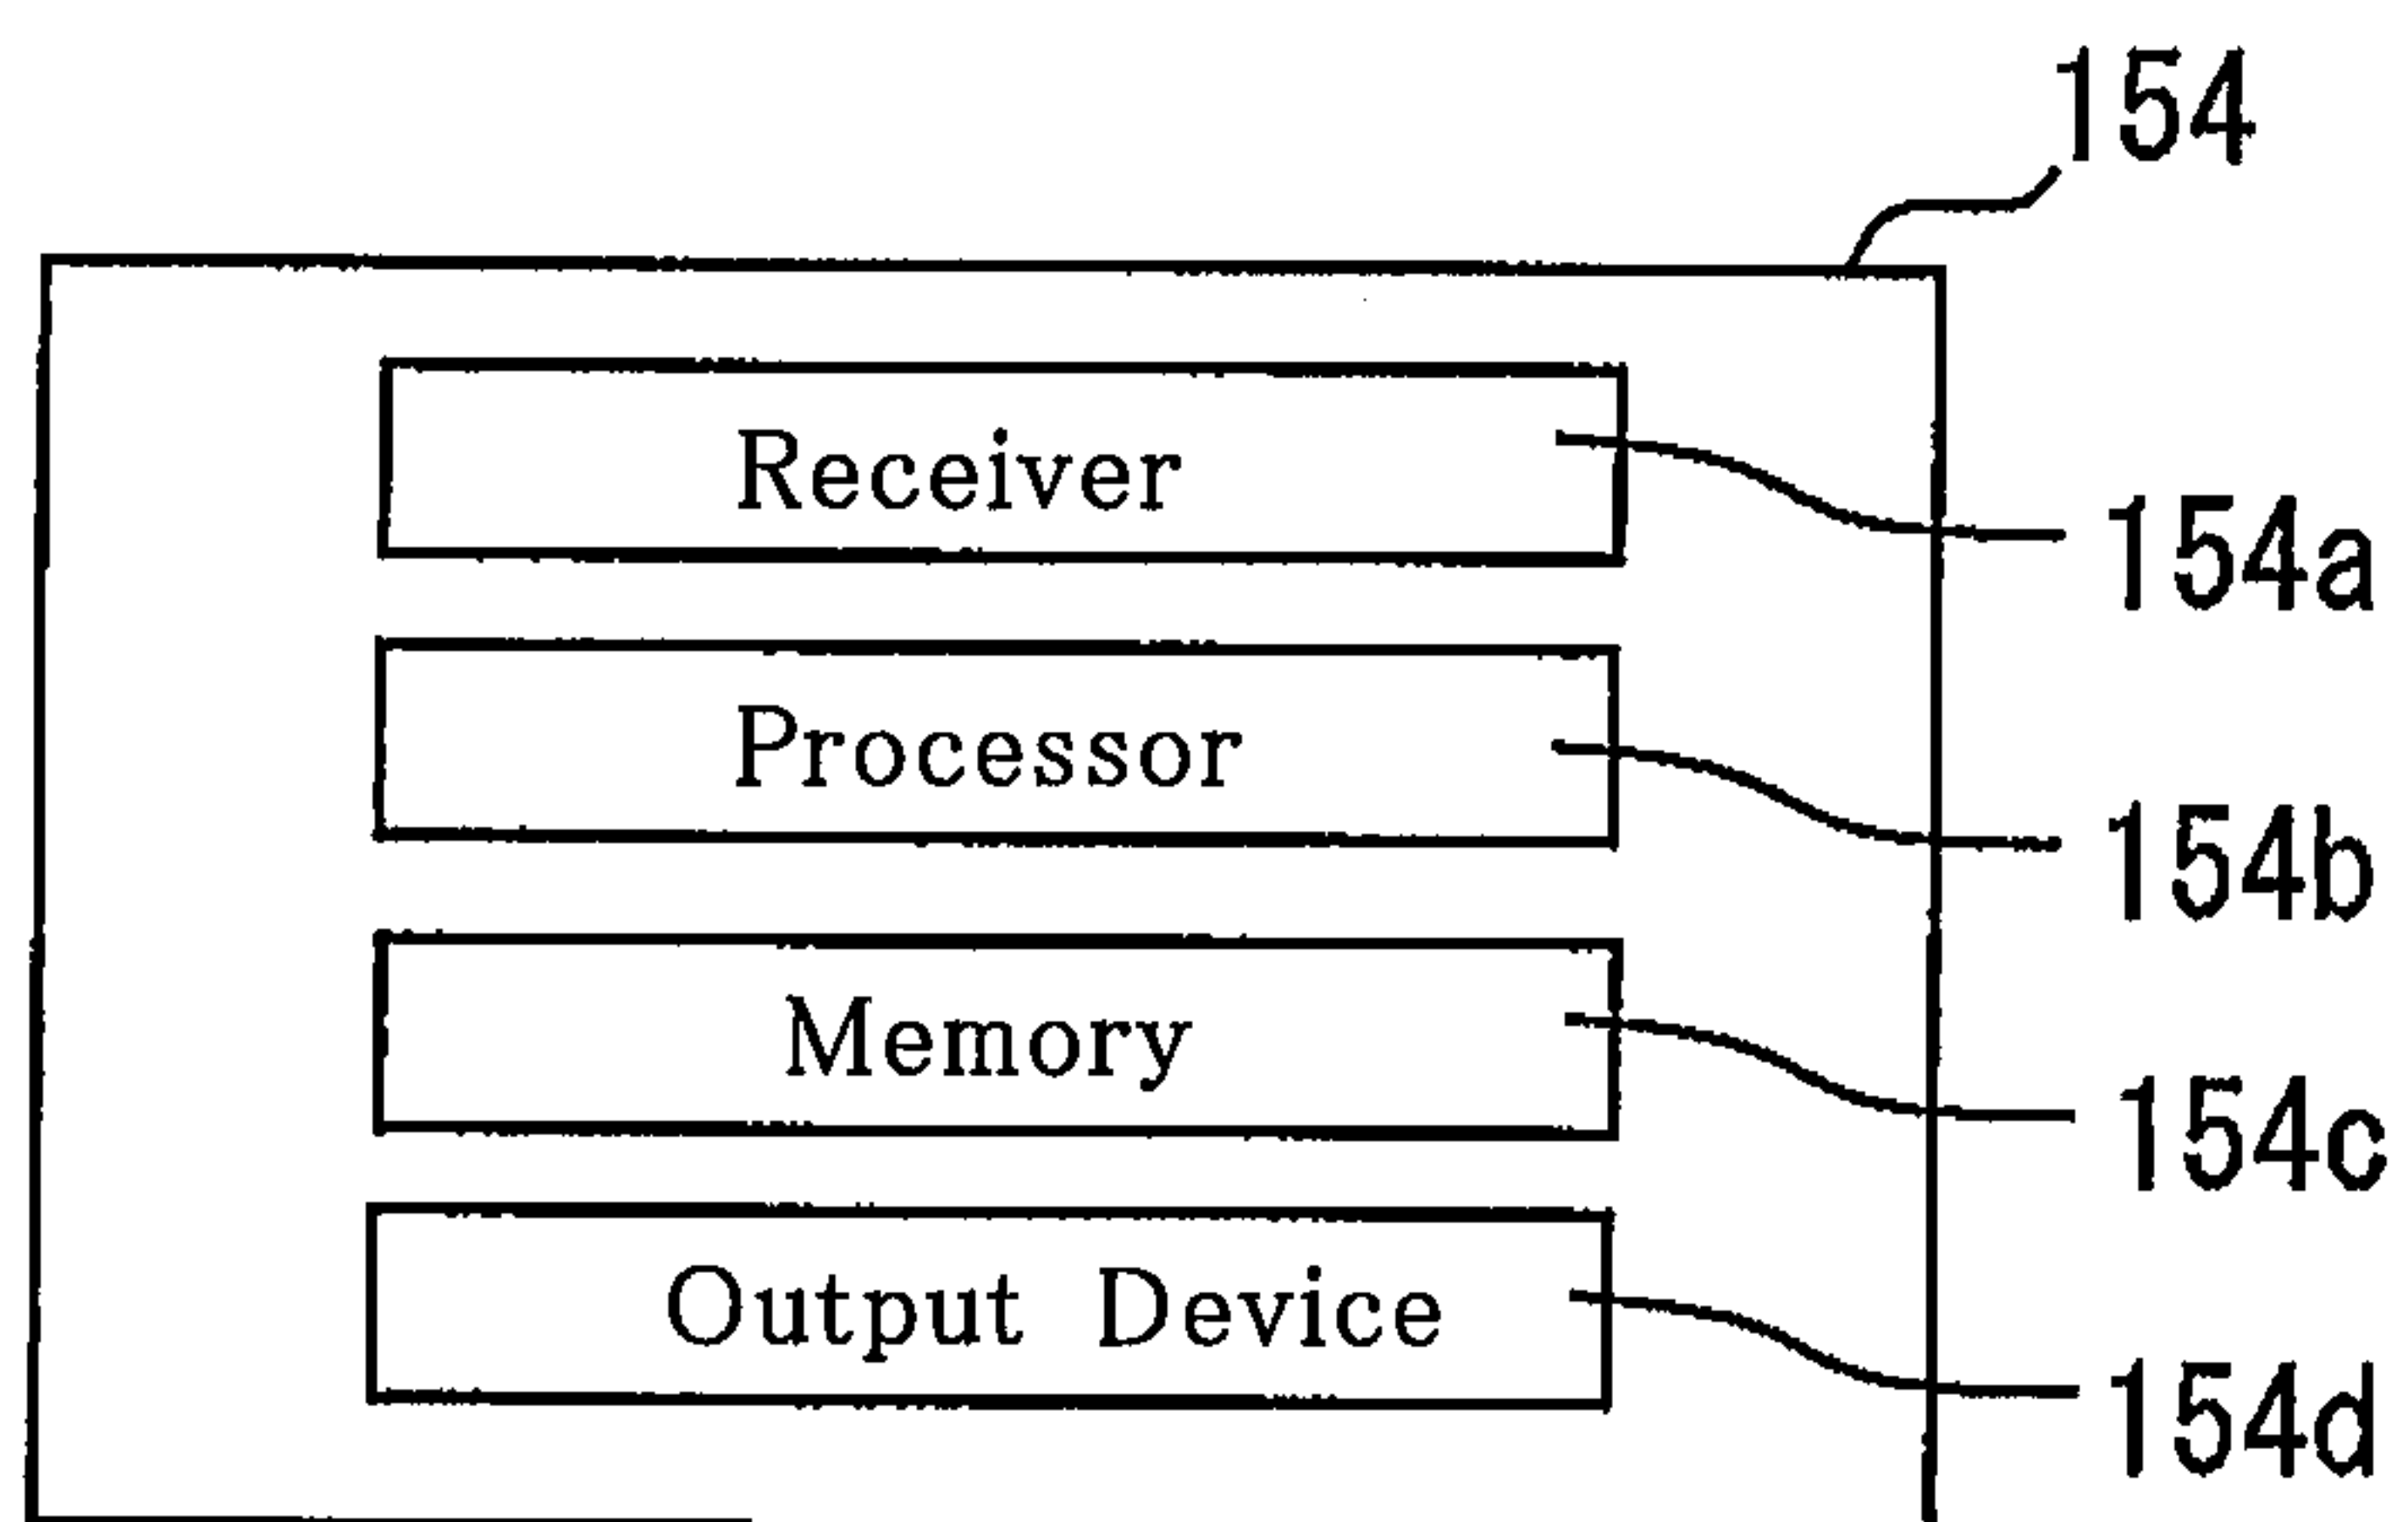 154
Receiver
154a
Processor
154b
Memory
154c
Output Device
154d